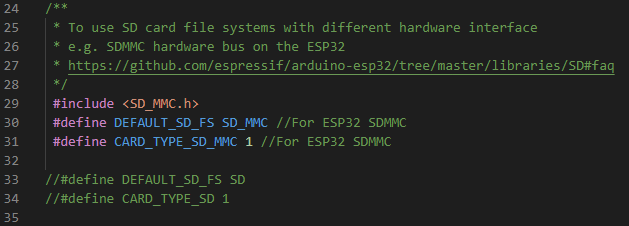 24 /**
25 * To use SD card file systems with different hardware interface
26 * e.g. SDMMC hardware bus on the ESP32
27 * https://github.com/espressif/arduino-esp32/tree/master/libraries/SD#faq
28 */
29 #include <SD_MMC.h>
30 #define DEFAULT_SD_FS SD_MMC //For ESP32 SDMMC
31 #define CARD_TYPE_SD_MMC 1 //For ESP32 SDMMC
32
33 //#define DEFAULT_SD_FS SD
34 //#define CARD_TYPE_SD 1
35